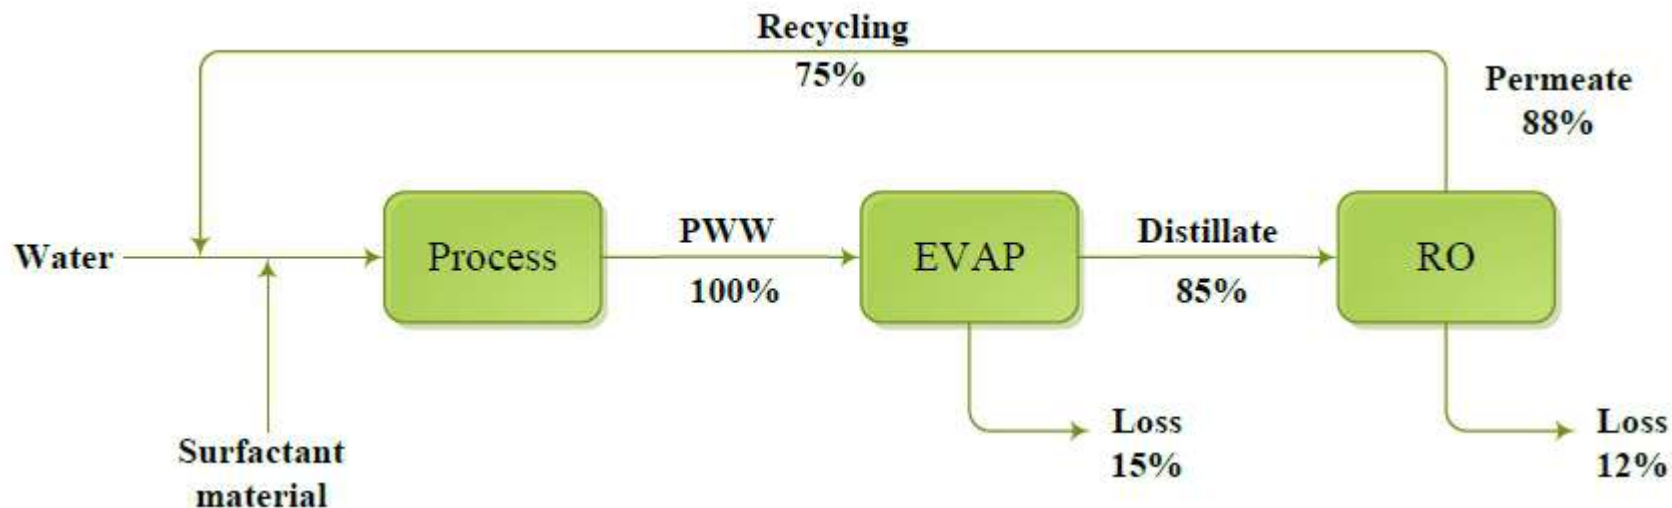 Recycling
75%
Permeate
88%
Water
Process
PWW
100%
EVAP
Distillate
85%
RO
Surfactant
material
Loss
15%
Loss
12%